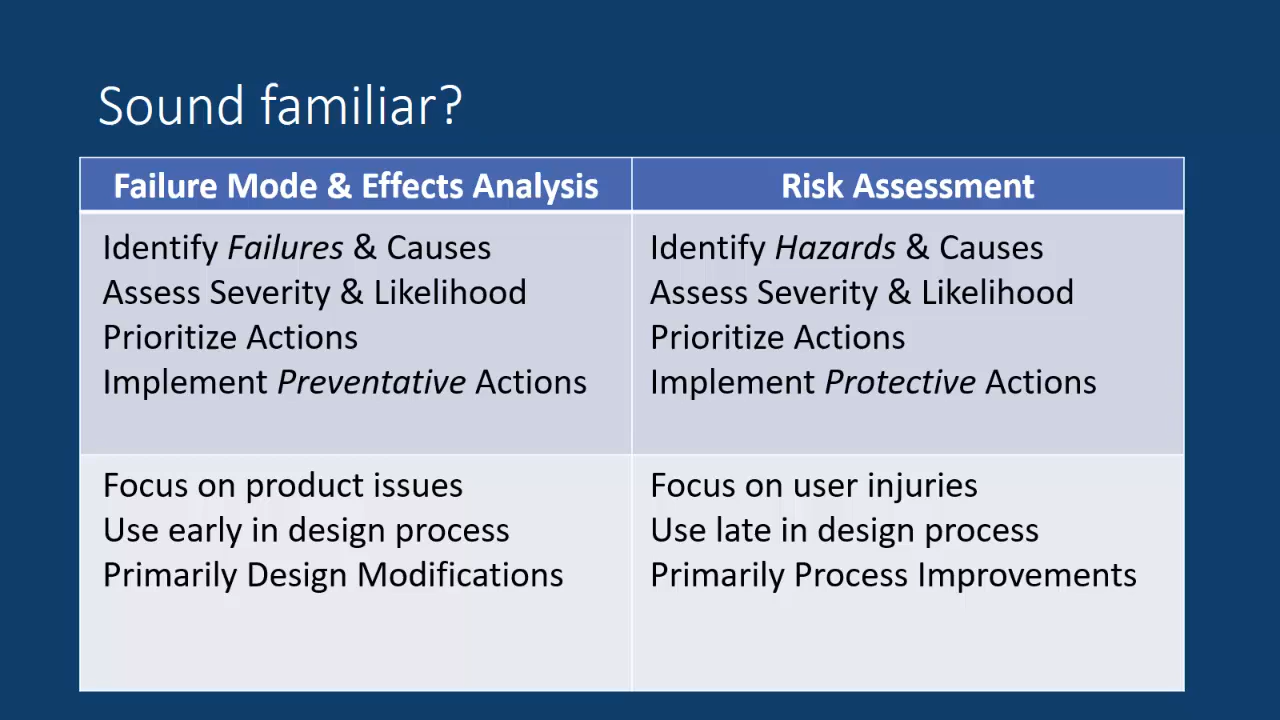 Sound familiar?
Failure Mode & Effects Analysis
Risk Assessment
Identify Failures & Causes
Assess Severity & Likelihood
Prioritize Actions
Implement Preventative Actions
Identify Hazards & Causes
Assess Severity & Likelihood
Prioritize Actions
Implement Protective Actions
Focus on product issues
Use early in design process
Primarily Design Modifications
Focus on user injuries
Use late in design process
Primarily Process Improvements